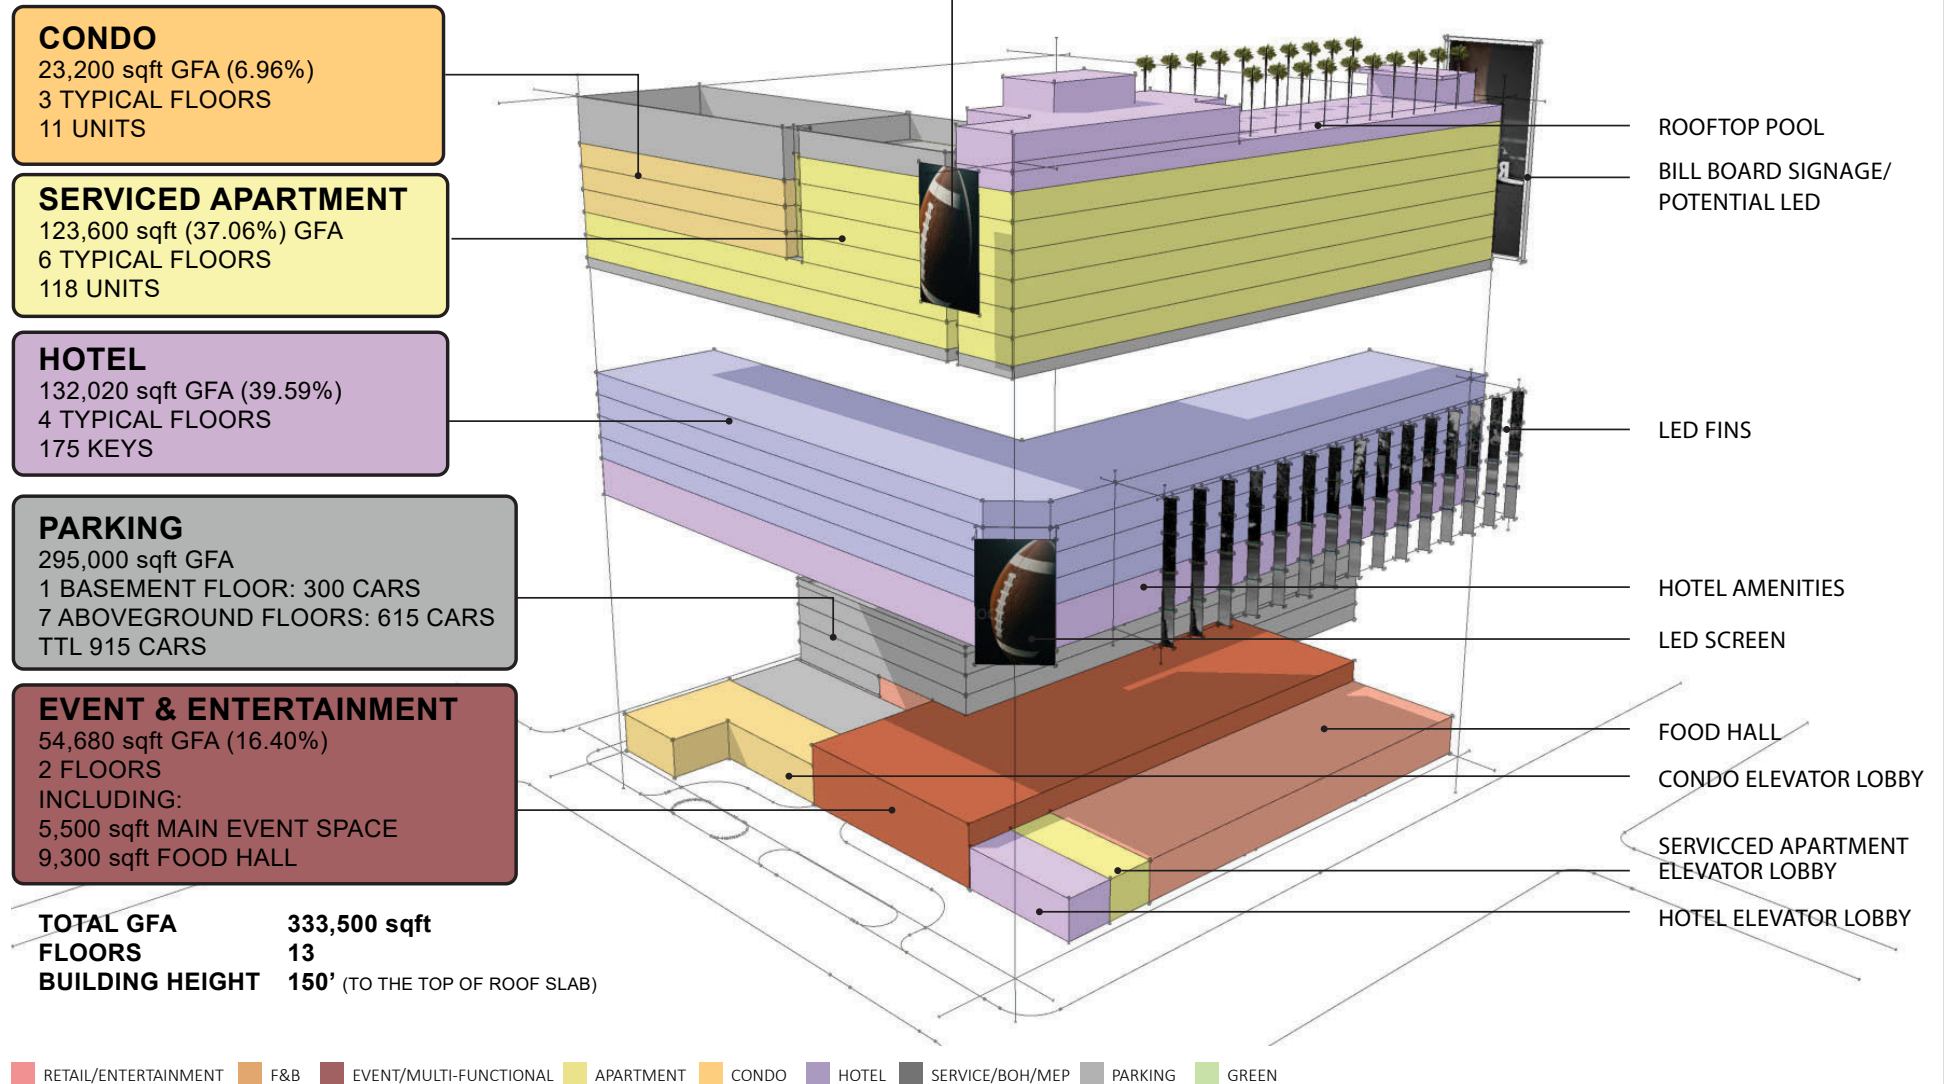 CONDO
23,200 sqft GFA (6.96%)
3 TYPICAL FLOORS
11 UNITS
SERVICED APARTMENT
123,600 sqft (37.06%) GFA
6 TYPICAL FLOORS
118 UNITS
HOTEL
132,020 sqft GFA (39.59%)
4 TYPICAL FLOORS
175 KEYS
PARKING
295,000 sqft GFA
1 BASEMENT FLOOR: 300 CARS
7 ABOVEGROUND FLOORS: 615 CARS
TTL 915 CARS
EVENT & ENTERTAINMENT
54,680 sqft GFA (16.40%)
2 FLOORS
INCLUDING:
5,500 sqft MAIN EVENT SPACE
9,300 sqft FOOD HALL
TOTAL GFA 333,500 sqft
FLOORS 13
BUILDING HEIGHT 150' (TO THE TOP OF ROOF SLAB)
ROOFTOP POOL
BILL BOARD SIGNAGE/
POTENTIAL LED
LED FINS
HOTEL AMENITIES
LED SCREEN
FOOD HALL
CONDO ELEVATOR LOBBY
SERVICCED APARTMENT
ELEVATOR LOBBY
HOTEL ELEVATOR LOBBY
RETAIL/ENTERTAINMENT F&B EVENT/MULTI-FUNCTIONAL APARTMENT CONDO HOTEL SERVICE/BOH/MEP PARKING GREEN